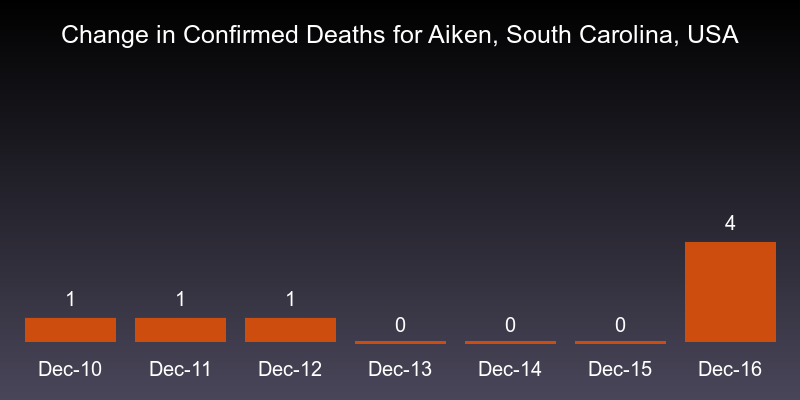 Change in Confirmed Deaths for Aiken, South Carolina, USA
4
1 1 1
0 0 0
Dec-10 Dec-11 Dec-12 Dec-13 Dec-14 Dec-15 Dec-16